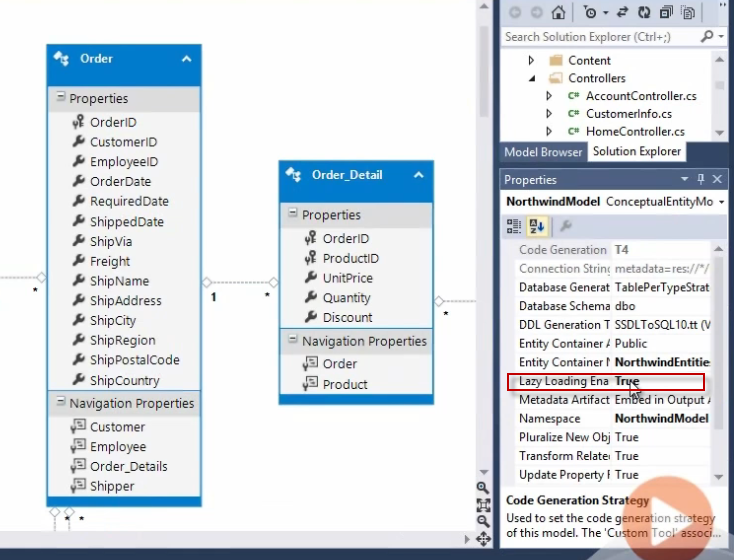 Order
Properties
OrderID
CustomerID
EmployeeID
OrderDate
RequiredDate
ShippedDate
ShipVia
Freight
ShipName
ShipAddress
ShipCity
ShipRegion
ShipPostalCode
ShipCountry
Navigation Properties
Customer
Employee
Order_Details
Shipper
*
1
*
*
*
*
Order_Detail
Properties
OrderID
ProductID
UnitPrice
Quantity
Discount
Navigation Properties
Order
Product
Search Solution Explorer (Ctrl+;)
Content
Controllers
C# AccountController.cs
C# CustomerInfo.cs
C# HomeController.cs
Model Browser Solution Explorer
Properties
NorthwindModel ConceptualEntityMo
Code Generation T4
Connection String metadata=res://*/
Database Generat TablePerTypeStrat
Database Schema dbo
DDL Generation T SSDLToSQL10.tt (V
Entity Container A Public
Entity Container N NorthwindEntities
Lazy Loading Ena True
Metadata Artifact Embed in Output A
Namespace NorthwindModel
Pluralize New Obj True
Transform Relate True
Update Property F True
Code Generation Strategy
Used to set the code generation strategy
of this model. The 'Custom Tool' associ...